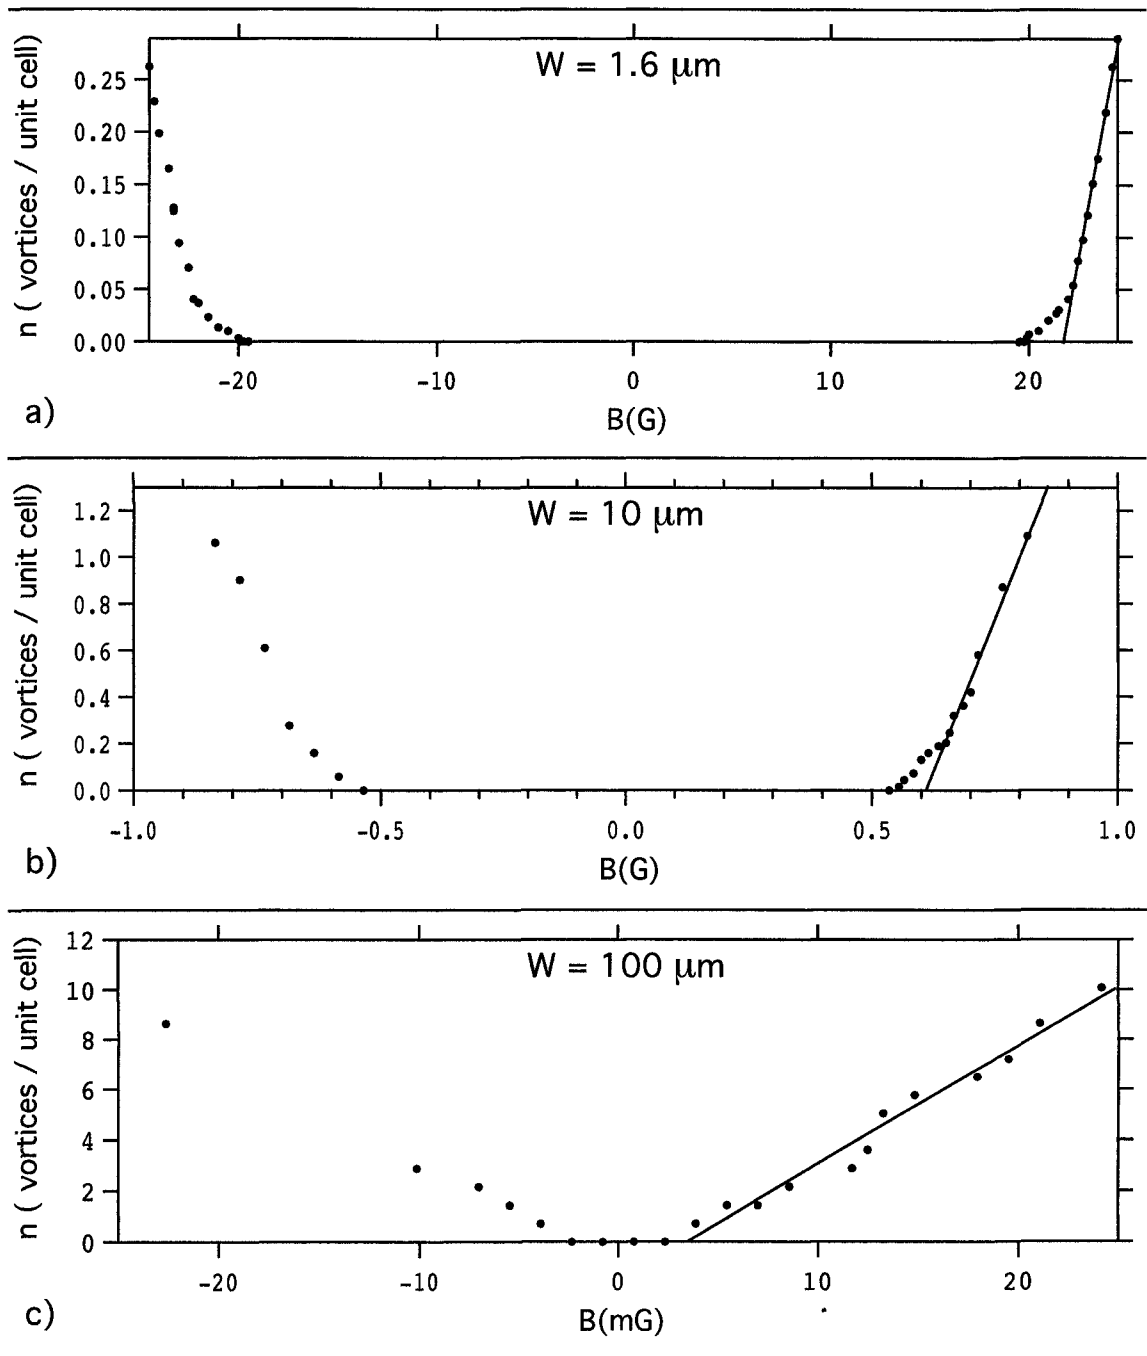 W = 1.6 μm
n ( vortices / unit cell)
0.25
0.20
0.15
0.10
0.05
0.00
-20 -10 0 10 20
B(G)
a)
W = 10 μm
n ( vortices / unit cell)
1.2
1.0
0.8
0.6
0.4
0.2
0.0
-1.0 -0.5 0.0 0.5 1.0
B(G)
b)
W = 100 μm
n ( vortices / unit cell)
12
10
8
6
4
2
0
-20 -10 0 10 20
B(mG)
c)